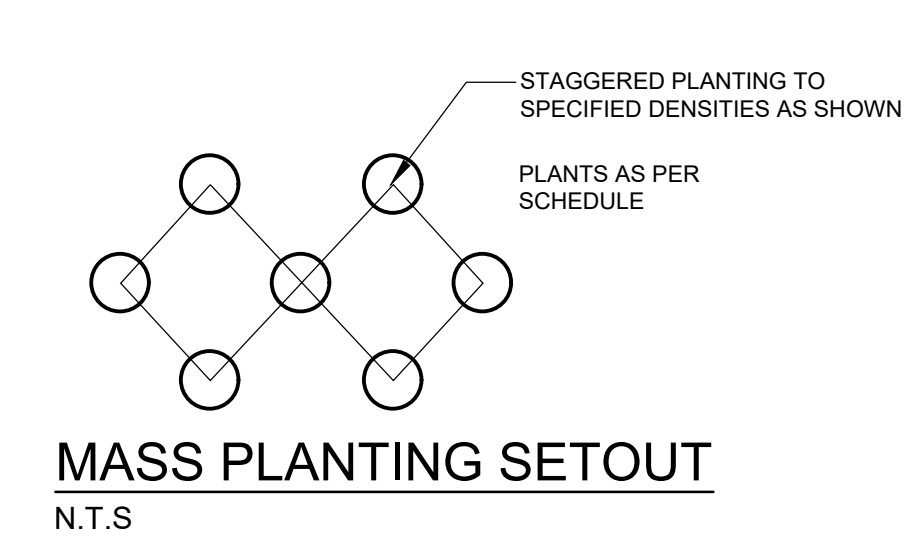 STAGGERED PLANTING TO
SPECIFIED DENSITIES AS SHOWN
PLANTS AS PER
SCHEDULE
MASS PLANTING SETOUT
N.T.S